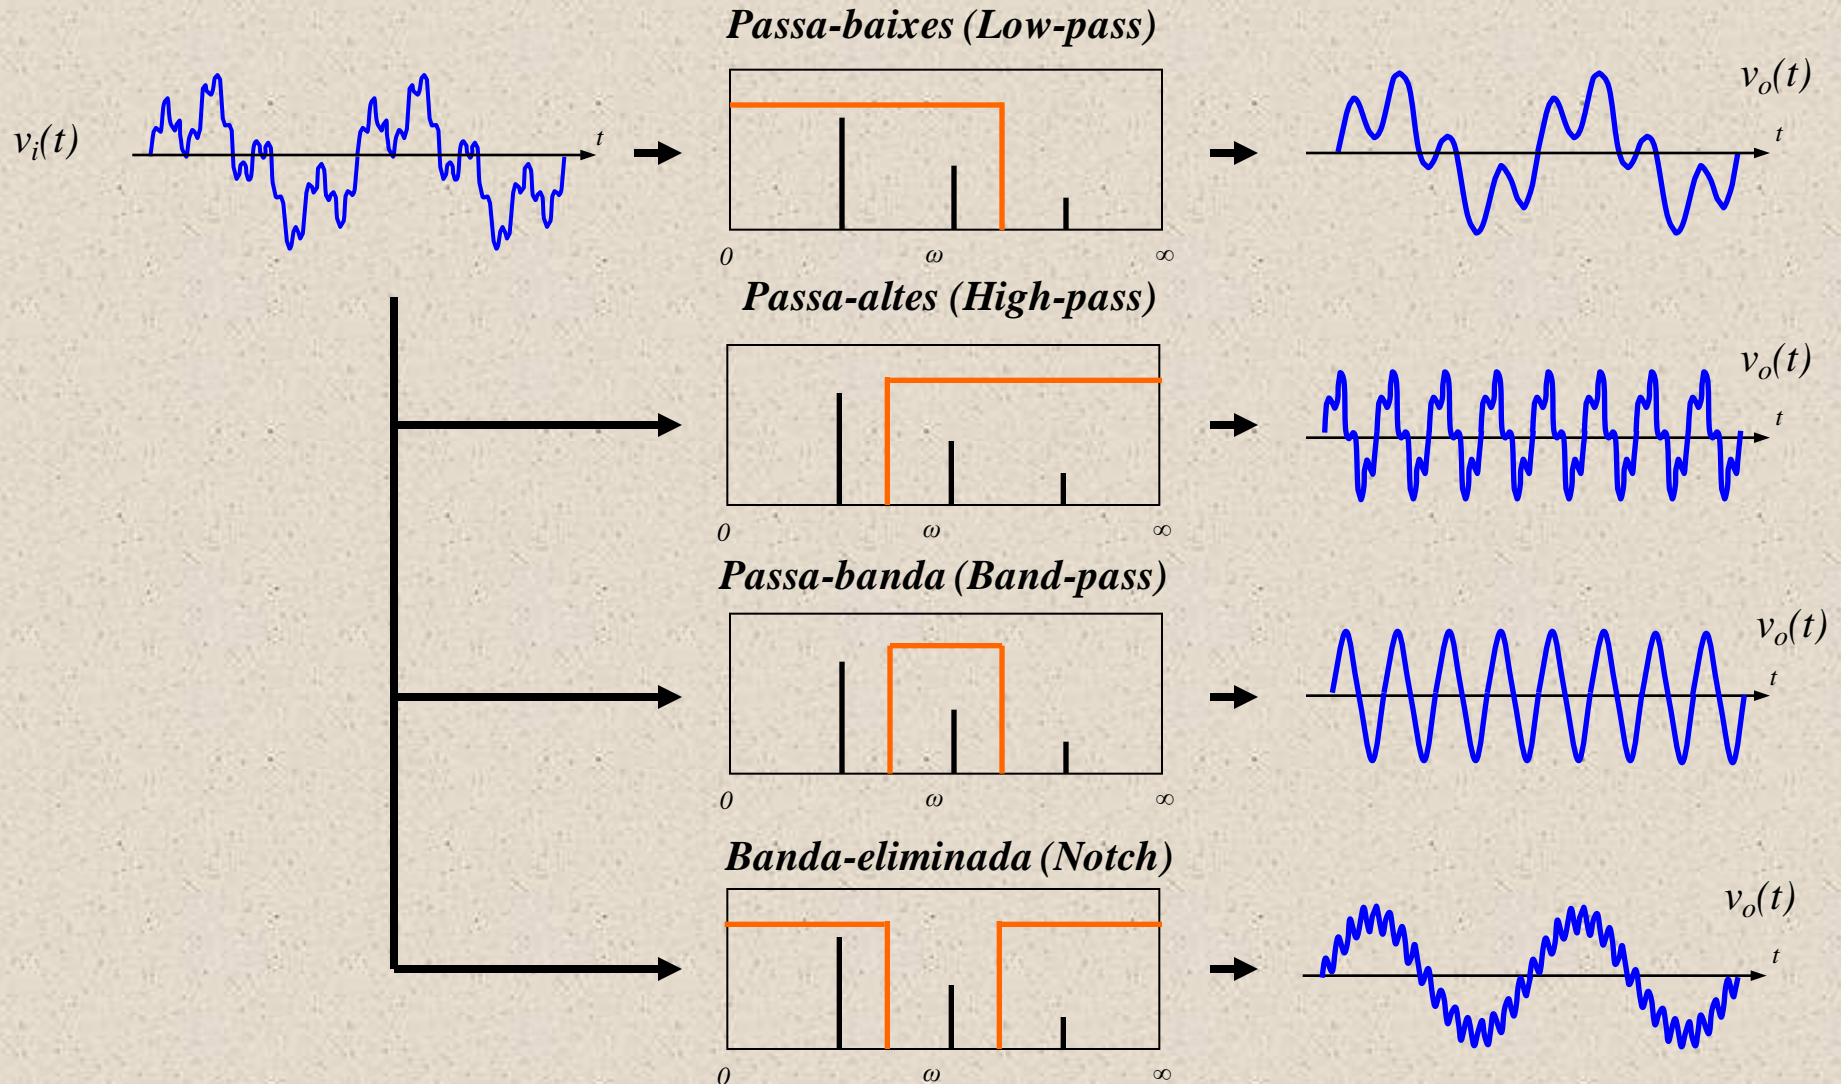 Passa-baixes (Low-pass)
vi(t)
t
0
ω
∞
vo(t)
t
Passa-altes (High-pass)
0
ω
∞
vo(t)
t
Passa-banda (Band-pass)
0
ω
∞
vo(t)
t
Banda-eliminada (Notch)
0
ω
∞
vo(t)
t